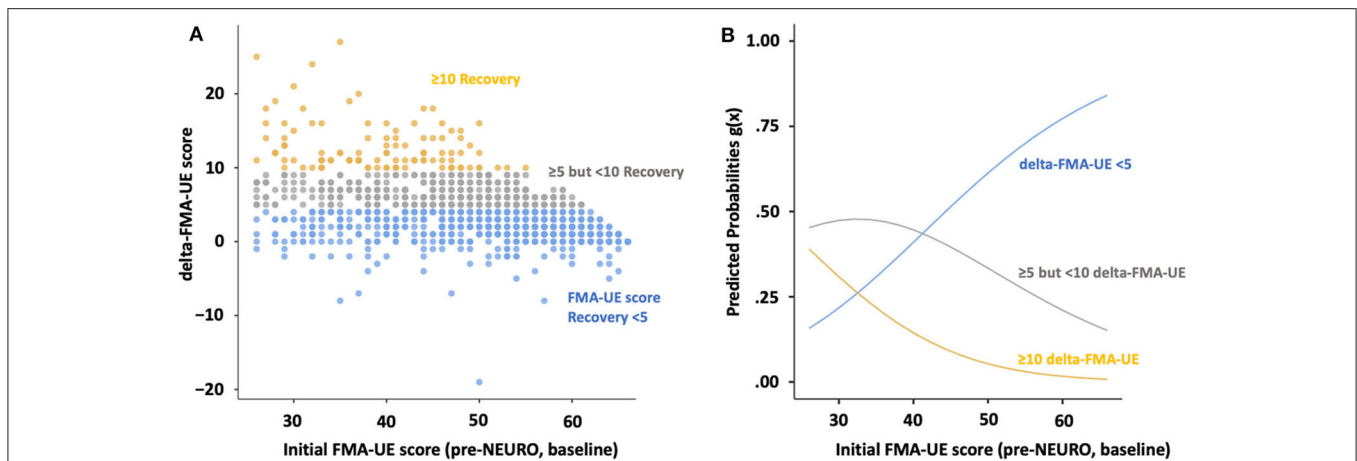 A
delta-FMA-UE score
20
10
0
−10
−20
≥10 Recovery
≥5 but <10 Recovery
FMA-UE score
Recovery <5
30 40 50 60
Initial FMA-UE score (pre-NEURO, baseline)
B
Predicted Probabilities g(x)
1.00
.75
.50
.25
.00
delta-FMA-UE <5
≥5 but <10 delta-FMA-UE
≥10 delta-FMA-UE
30 40 50 60
Initial FMA-UE score (pre-NEURO, baseline)